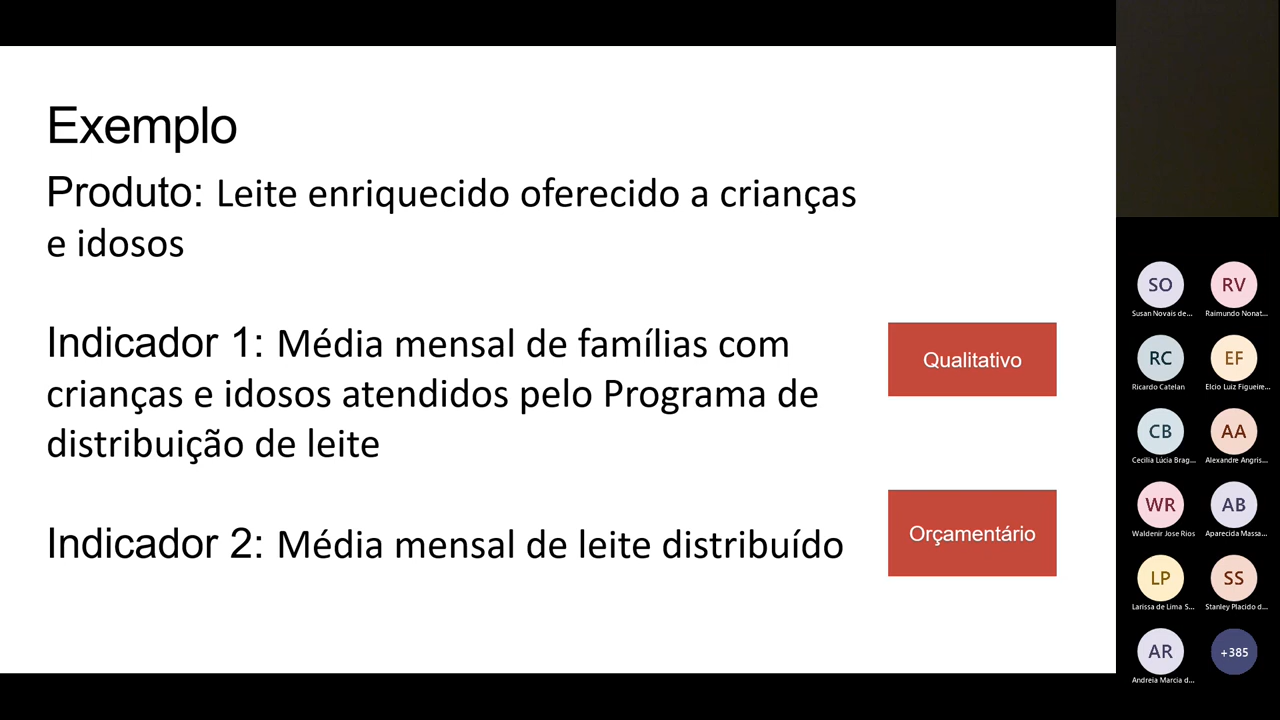 Exemplo
Produto: Leite enriquecido oferecido a crianças
e idosos
Indicador 1: Média mensal de famílias com
crianças e idosos atendidos pelo Programa de
distribuição de leite
Qualitativo
Indicador 2: Média mensal de leite distribuído
Orçamentário
SO
RV
Susan Novais de...
Raimundo Nonat...
RC
EF
Ricardo Catelan
Elcio Luiz Figueire...
CB
AA
Cecília Lúcia Brag...
Alexandre Angris...
WR
AB
Waldenir Jose Rios
Aparecida Massa...
LP
SS
Larissa de Lima S...
Stanley Placido d...
AR
+385
Andreia Marcia d...